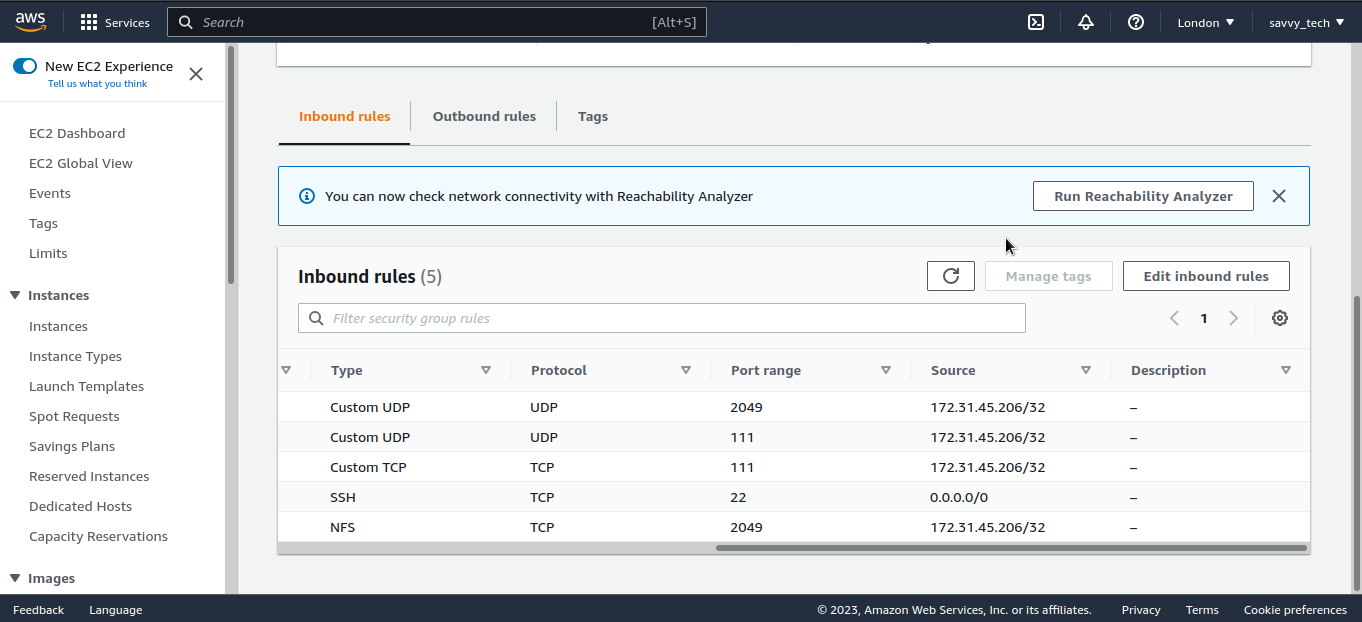 aws Services Search [Alt+S] London savvy_tech
New EC2 Experience
Tell us what you think
EC2 Dashboard
EC2 Global View
Events
Tags
Limits
Instances
Instances
Instance Types
Launch Templates
Spot Requests
Savings Plans
Reserved Instances
Dedicated Hosts
Capacity Reservations
Images
Inbound rules Outbound rules Tags
You can now check network connectivity with Reachability Analyzer Run Reachability Analyzer
Inbound rules (5) Manage tags Edit inbound rules
Filter security group rules 1
Type Protocol Port range Source Description
Custom UDP UDP 2049 172.31.45.206/32 –
Custom UDP UDP 111 172.31.45.206/32 –
Custom TCP TCP 111 172.31.45.206/32 –
SSH TCP 22 0.0.0.0/0 –
NFS TCP 2049 172.31.45.206/32 –
Feedback Language © 2023, Amazon Web Services, Inc. or its affiliates. Privacy Terms Cookie preferences